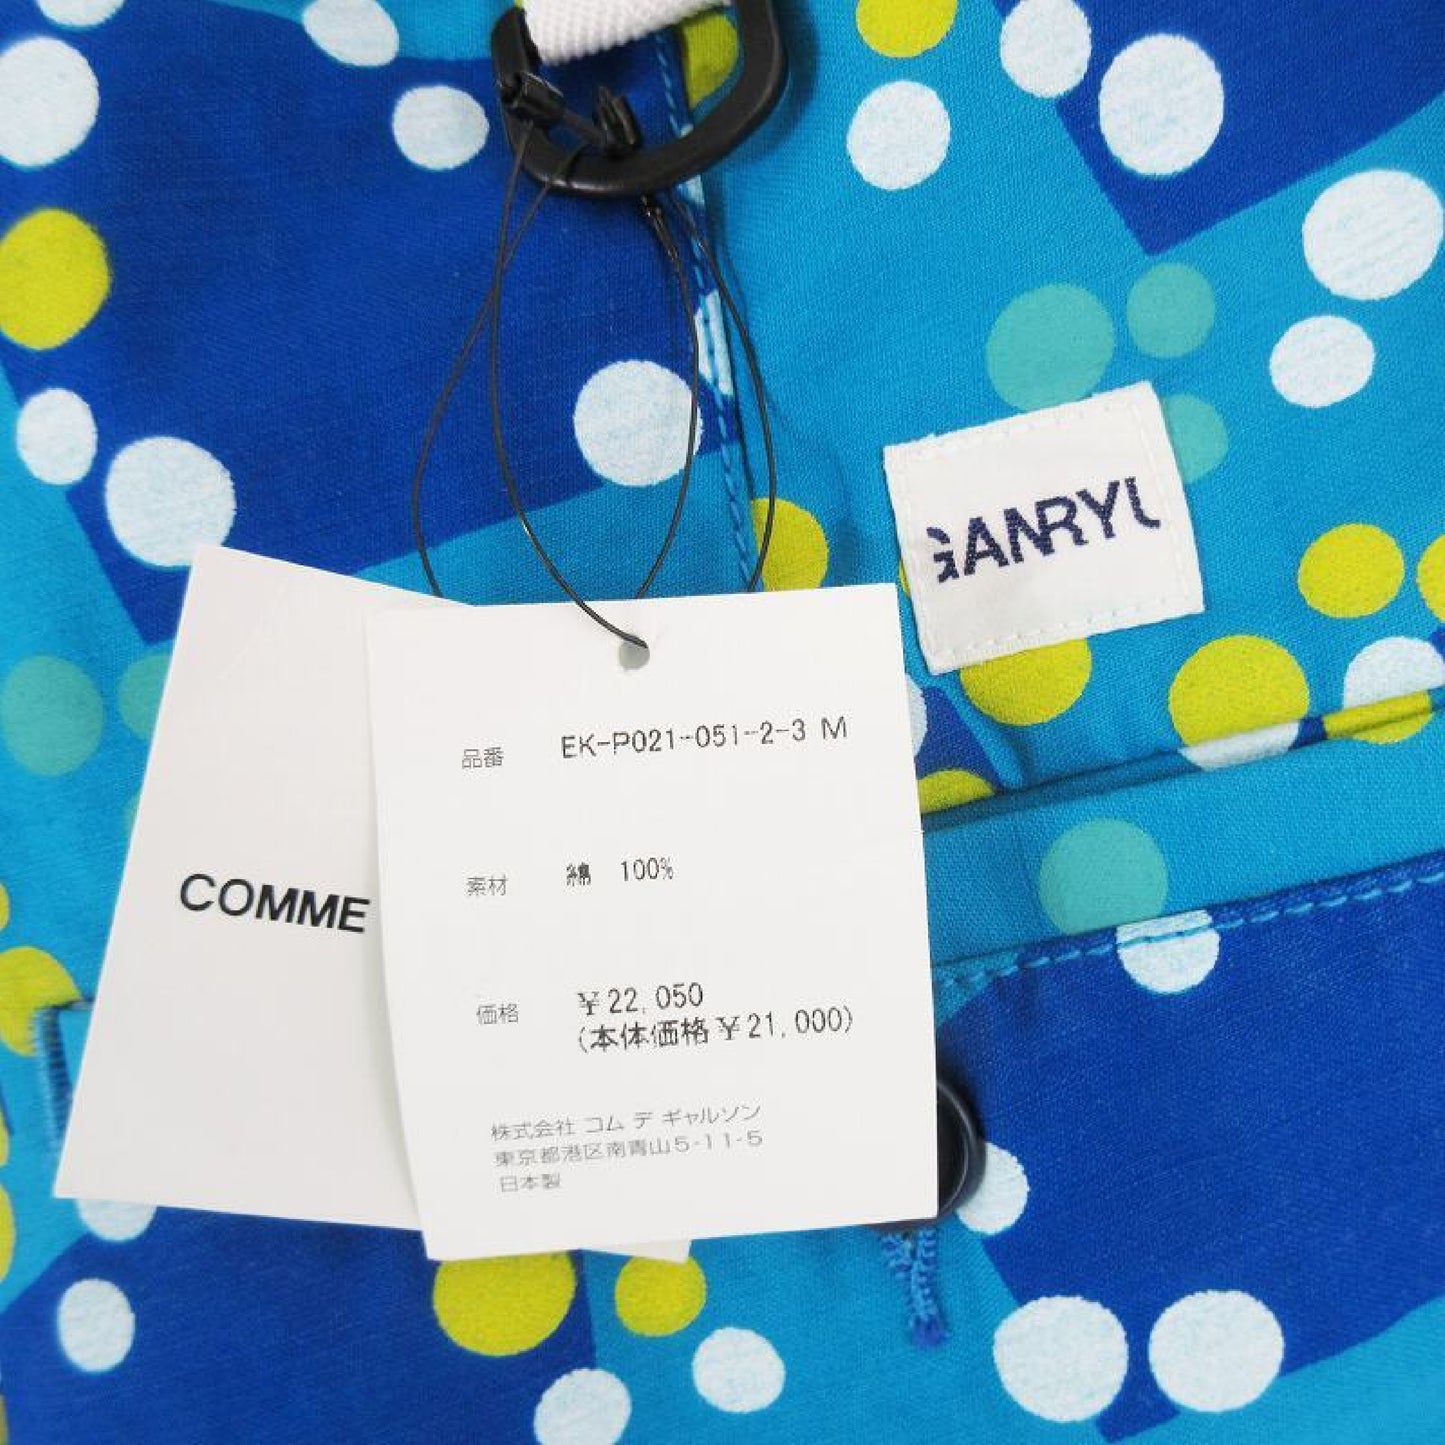 GANRYU
COMME
品番 EK-P021-051-2-3 M
素材 綿 100%
価格 ¥22,050
(本体価格¥21,000)
株式会社 コム デ ギャルソン
東京都港区南青山5-11-5
日本製